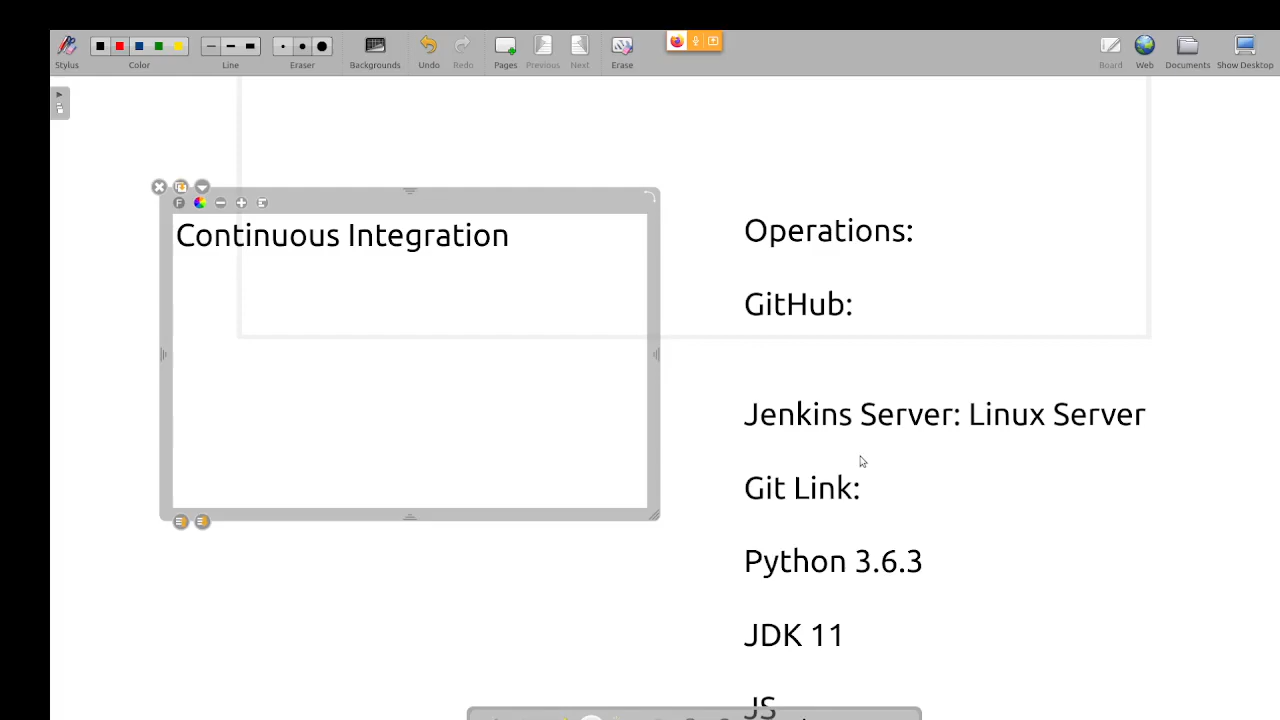 Stylus
Color
Line
Eraser
Backgrounds
Undo
Redo
Pages
Previous
Next
Erase
Board
Web
Documents
Show Desktop
F
Continuous Integration
Operations:
GitHub:
Jenkins Server: Linux Server
Git Link:
Python 3.6.3
JDK 11
JS